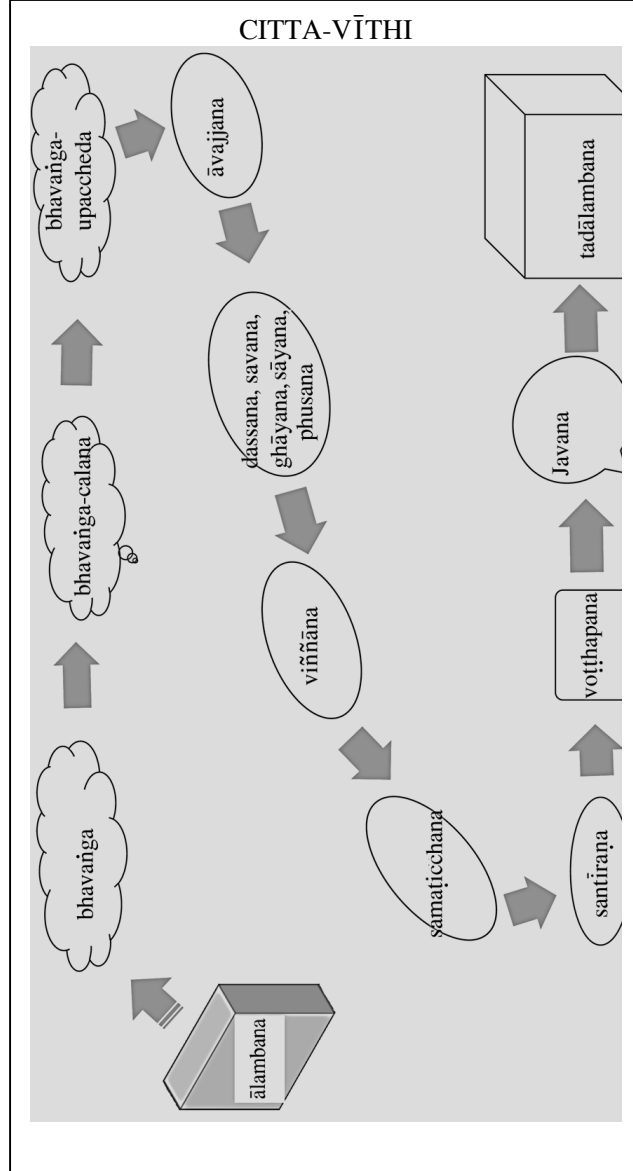 CITTA-VĪTHI
ālambana
bhavaṅga
bhavaṅga-calana
bhavaṅga-
upaccheda
āvajjana
dassana, savana,
ghāyana, sāyana,
phusana
viññāna
samaṭicchana
santīraṇa
voṭṭhapana
Javana
tadālambana